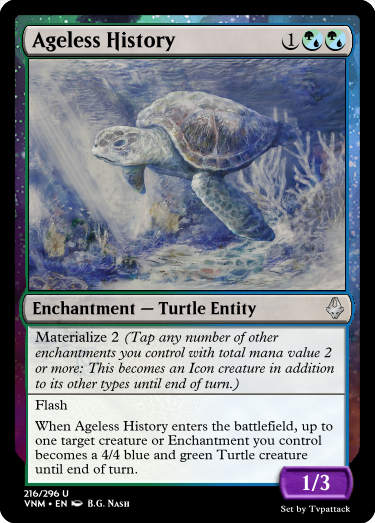 Ageless History 1
Enchantment — Turtle Entity
Materialize 2 (Tap any number of other
enchantments you control with total mana value 2
or more: This becomes an Icon creature in addition
to its other types until end of turn.)
Flash
When Ageless History enters the battlefield, up to
one target creature or Enchantment you control
becomes a 4/4 blue and green Turtle creature
until end of turn.
1/3
216/296 U
VNM • EN B.G. Nash
Set by Tvpattack